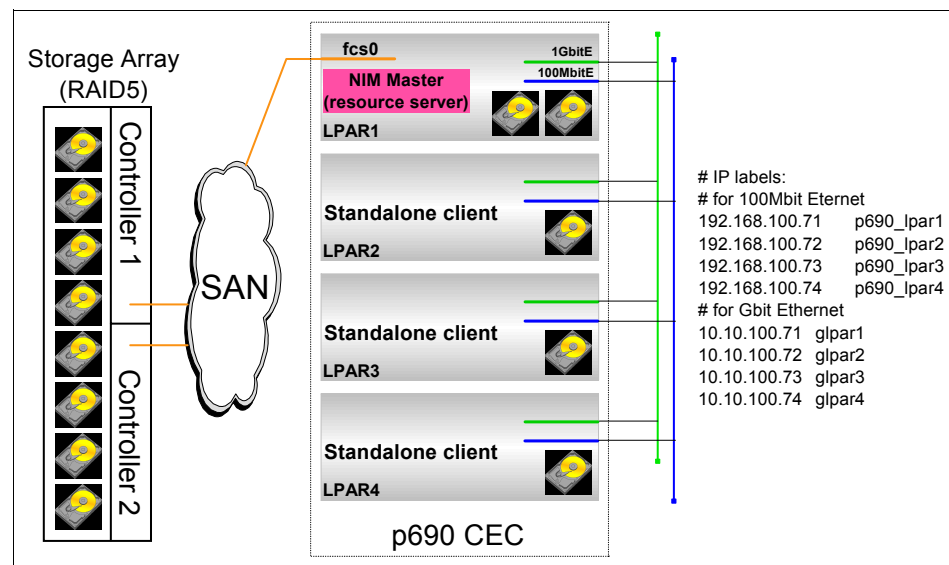 Storage Array
(RAID5)
Controller 1
Controller 2
SAN
fcs0
1GbitE
100MbitE
NIM Master
(resource server)
LPAR1
Standalone client
LPAR2
Standalone client
LPAR3
Standalone client
LPAR4
p690 CEC
# IP labels:
# for 100Mbit Eternet
192.168.100.71 p690_lpar1
192.168.100.72 p690_lpar2
192.168.100.73 p690_lpar3
192.168.100.74 p690_lpar4
# for Gbit Ethernet
10.10.100.71 glpar1
10.10.100.72 glpar2
10.10.100.73 glpar3
10.10.100.74 glpar4